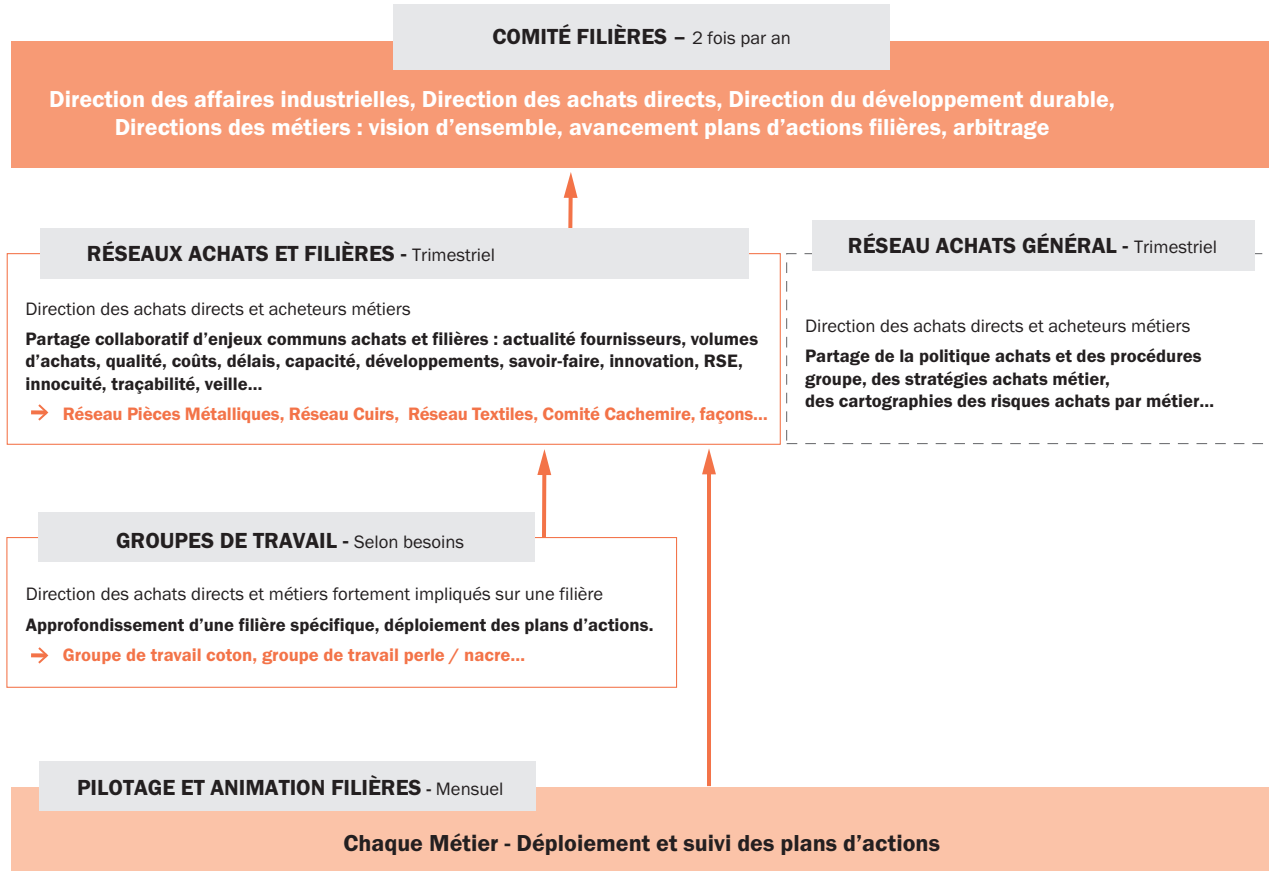 COMITÉ FILIÈRES – 2 fois par an
Direction des affaires industrielles, Direction des achats directs, Direction du développement durable,
Directions des métiers : vision d’ensemble, avancement plans d’actions filières, arbitrage
RÉSEAUX ACHATS ET FILIÈRES - Trimestriel
Direction des achats directs et acheteurs métiers
Partage collaboratif d’enjeux communs achats et filières : actualité fournisseurs, volumes
d’achats, qualité, coûts, délais, capacité, développements, savoir-faire, innovation, RSE,
innocuité, traçabilité, veille...
→ Réseau Pièces Métalliques, Réseau Cuirs, Réseau Textiles, Comité Cachemire, façons...
RÉSEAU ACHATS GÉNÉRAL - Trimestriel
Direction des achats directs et acheteurs métiers
Partage de la politique achats et des procédures
groupe, des stratégies achats métier,
des cartographies des risques achats par métier...
GROUPES DE TRAVAIL - Selon besoins
Direction des achats directs et métiers fortement impliqués sur une filière
Approfondissement d’une filière spécifique, déploiement des plans d’actions.
→ Groupe de travail coton, groupe de travail perle / nacre...
PILOTAGE ET ANIMATION FILIÈRES - Mensuel
Chaque Métier - Déploiement et suivi des plans d’actions